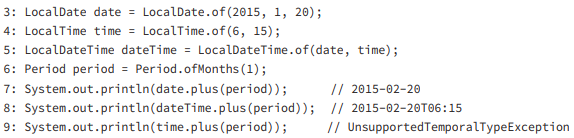 3: LocalDate date = LocalDate.of(2015, 1, 20);
4: LocalTime time = LocalTime.of(6, 15);
5: LocalDateTime dateTime = LocalDateTime.of(date, time);
6: Period period = Period.ofMonths(1);
7: System.out.println(date.plus(period));      // 2015-02-20
8: System.out.println(dateTime.plus(period));  // 2015-02-20T06:15
9: System.out.println(time.plus(period));      // UnsupportedTemporalTypeException